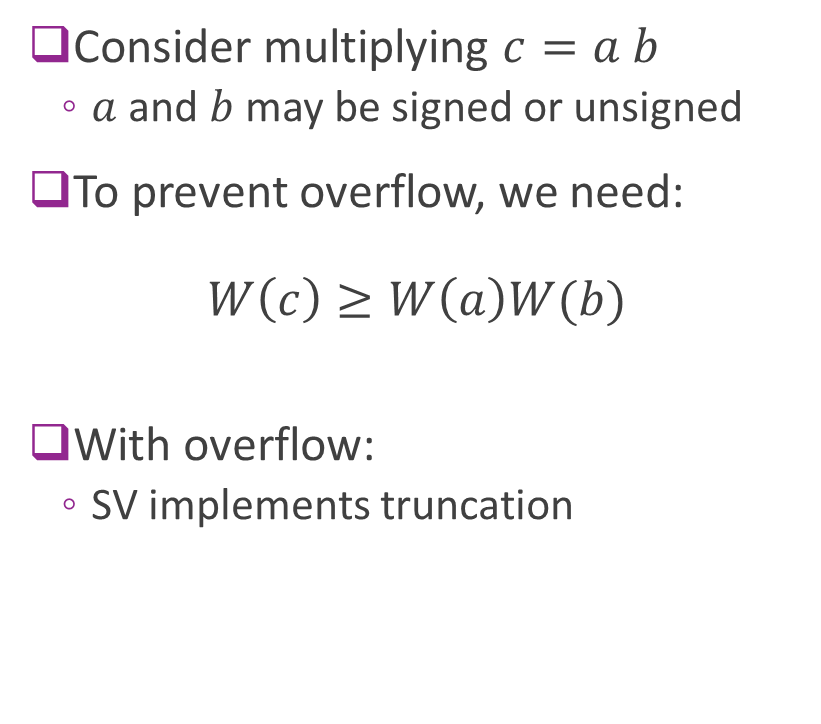 ❑Consider multiplying c = a b
◦ a and b may be signed or unsigned
❑To prevent overflow, we need:
W(c) ≥ W(a)W(b)
❑With overflow:
◦ SV implements truncation